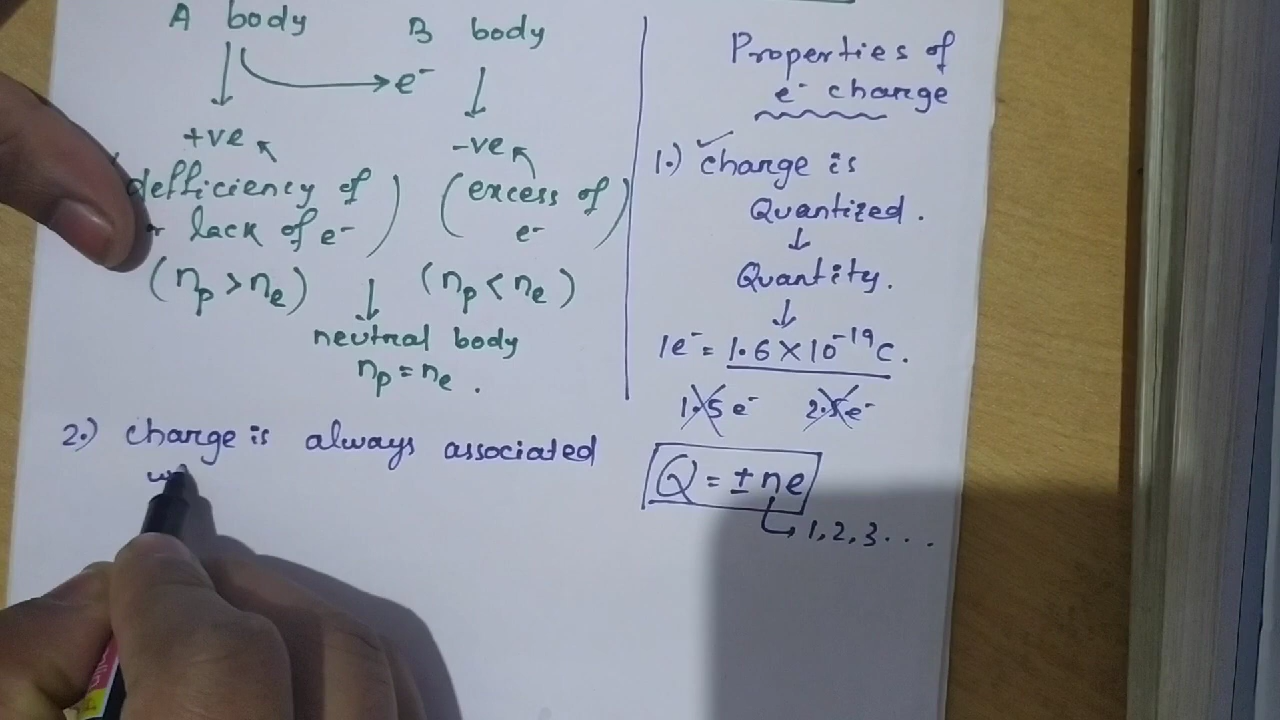 A body B body
e-
+ve -ve
defficiency of (excess of)
lack of e-) e-
(np > ne) (np < ne)
neutral body
np = ne .
Properties of
e- charge
1.) charge is
Quantized.
Quantity.
1e- = 1.6 × 10-19 C.
1.5 e- 2.5 e-
Q = ± ne
1, 2, 3 . . .
2.) charge is always associated